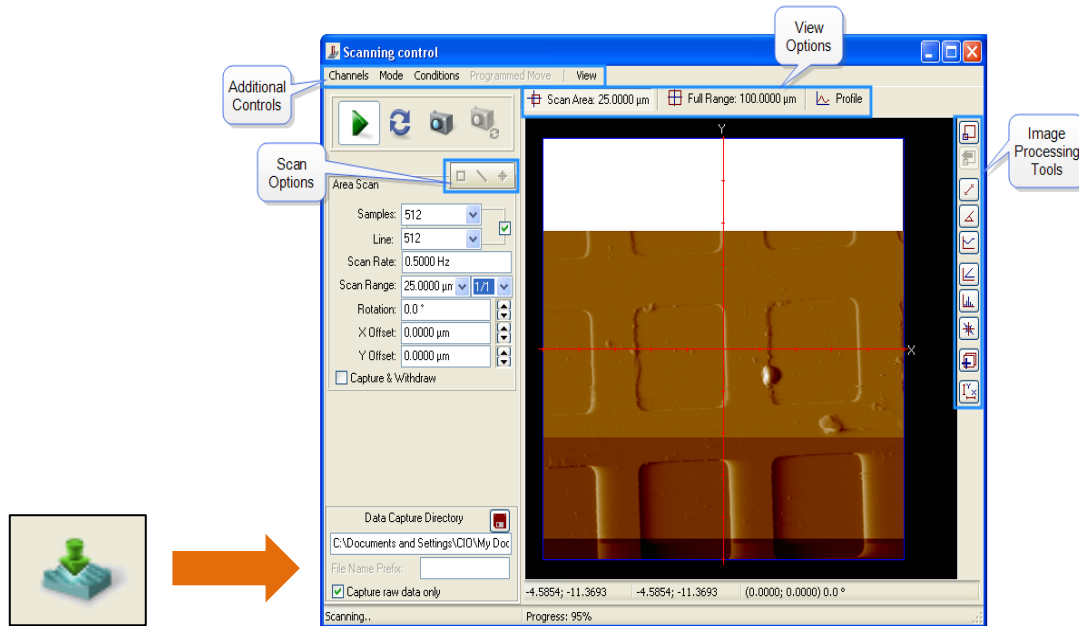 View
Options
Scanning control
Additional
Controls
Channels Mode Conditions Programmed Move | View
Scan Area: 25.0000 µm Full Range: 100.0000 µm Profile
Image
Processing
Tools
Scan
Options
Area Scan
Samples: 512
Line: 512
Scan Rate: 0.5000 Hz
Scan Range: 25.0000 µm 1/1
Rotation: 0.0 °
X Offset: 0.0000 µm
Y Offset: 0.0000 µm
Capture & Withdraw
Y
X
Data Capture Directory
C:\Documents and Settings\CIO\My Doc
File Name Prefix:
Capture raw data only
-4.5854; -11.3693 -4.5854; -11.3693 (0.0000; 0.0000) 0.0 °
Scanning.. Progress: 95%